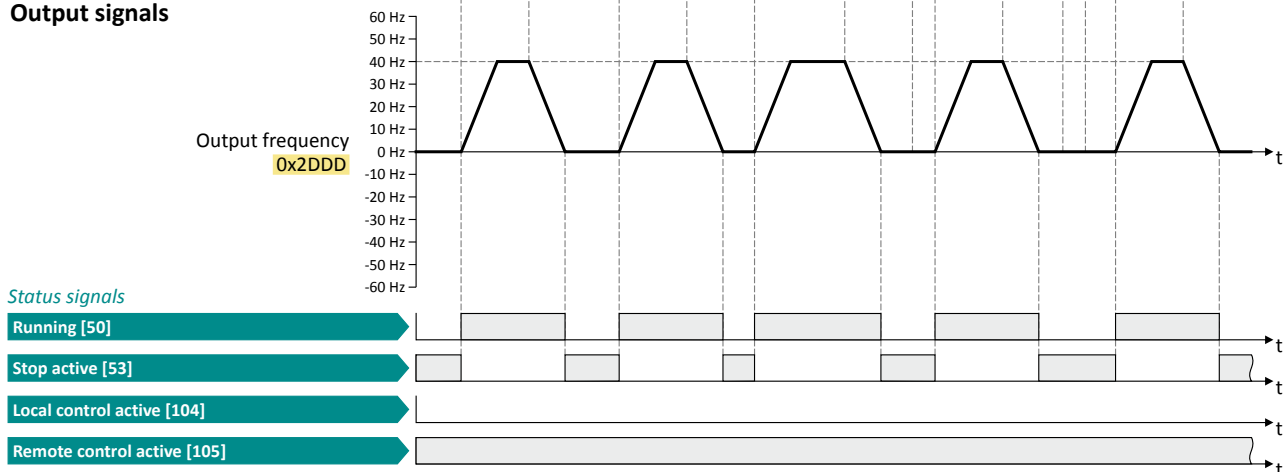 Output signals
60 Hz
50 Hz
40 Hz
30 Hz
20 Hz
10 Hz
0 Hz
-10 Hz
-20 Hz
-30 Hz
-40 Hz
-50 Hz
-60 Hz
Output frequency
0x2DDD
t
Status signals
Running [50]
t
Stop active [53]
t
Local control active [104]
t
Remote control active [105]
t